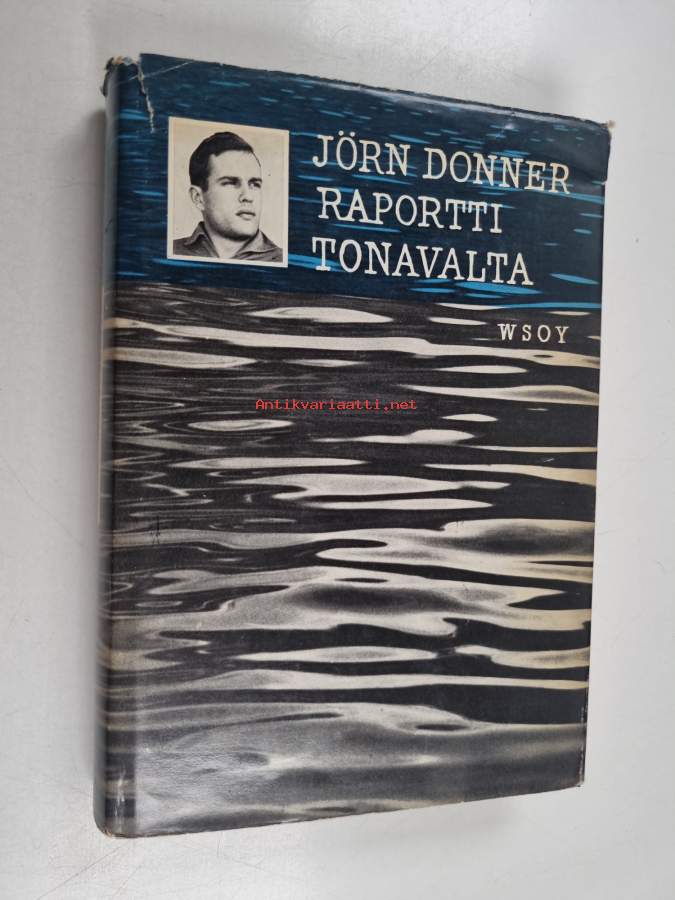 JÖRN DONNER
RAPORTTI
TONAVALTA
WSOY
Antikvariaatti.net